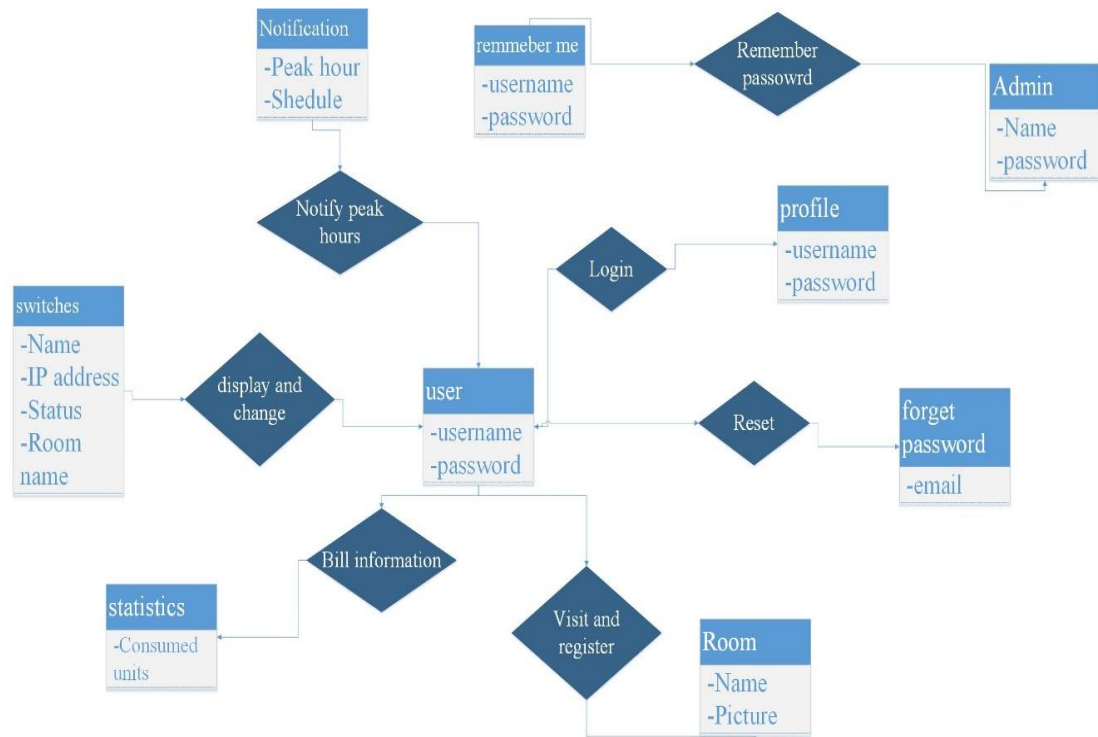 Notification
-Peak hour
-Shedule
remmeber me
-username
-password
Remember
passowrd
Admin
-Name
-password
Notify peak
hours
Login
profile
-username
-password
switches
-Name
-IP address
-Status
-Room
name
display and
change
user
-username
-password
Reset
forget
password
-email
Bill information
statistics
-Consumed
units
Visit and
register
Room
-Name
-Picture